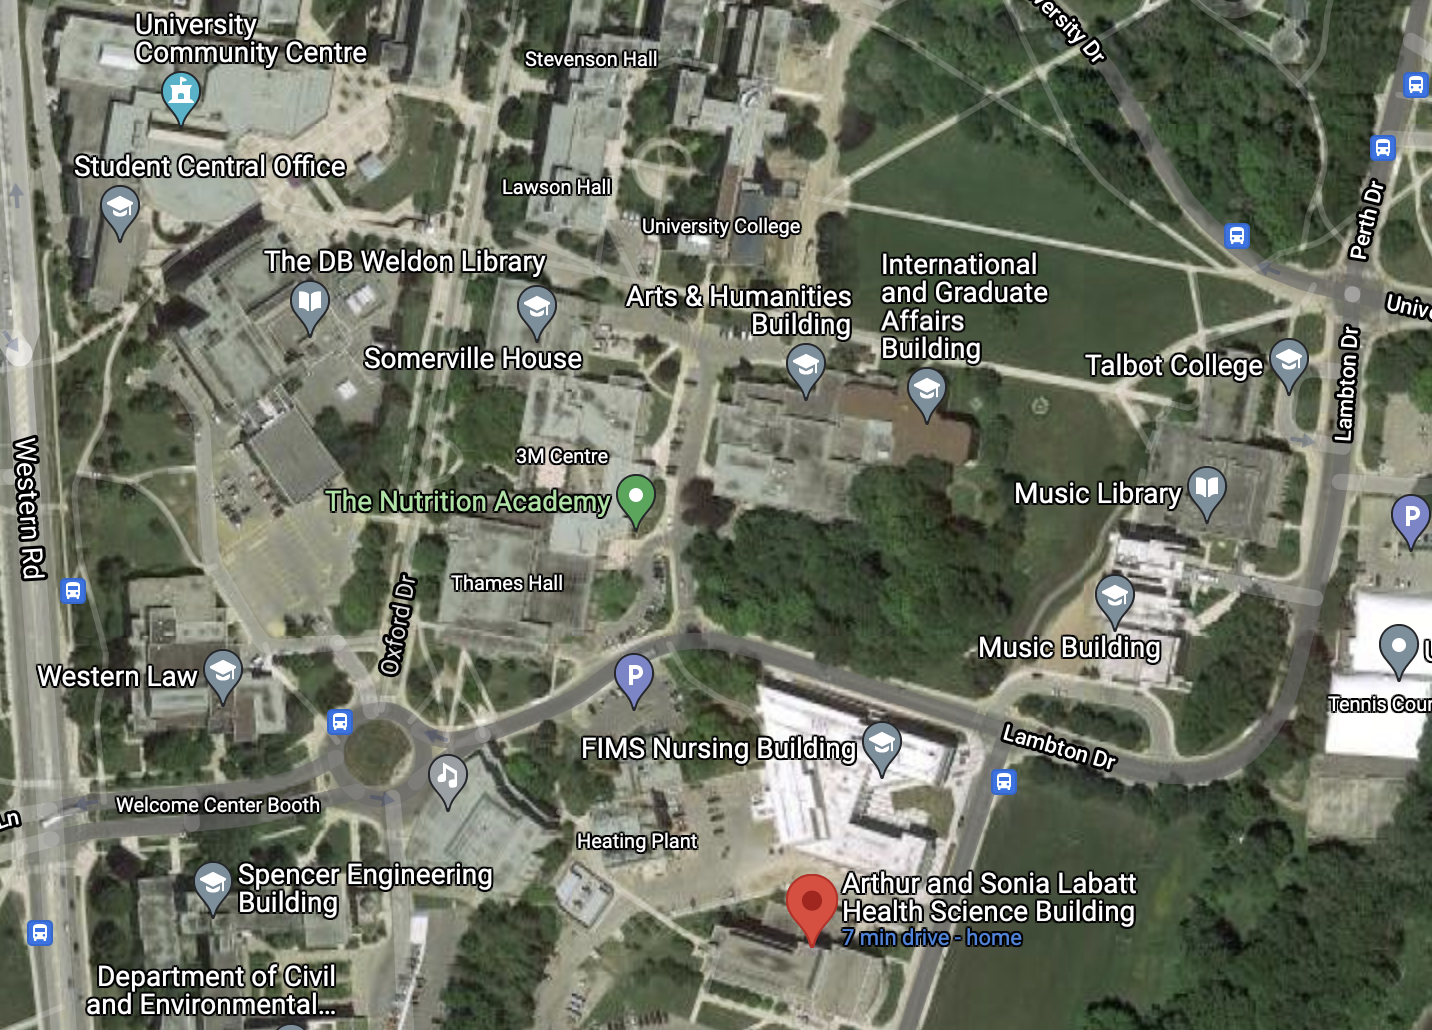 University
Community Centre
Stevenson Hall
versity Dr
Student Central Office
Lawson Hall
University College
Perth Dr
The DB Weldon Library
Arts & Humanities
Building
International
and Graduate
Affairs
Building
Unive
Somerville House
Talbot College
Lambton Dr
Western Rd
3M Centre
The Nutrition Academy
Music Library
P
Thames Hall
Oxford Dr
Western Law
P
Music Building
U
Tennis Cour
FIMS Nursing Building
Lambton Dr
Welcome Center Booth
Ln
Heating Plant
Spencer Engineering
Building
Arthur and Sonia Labatt
Health Science Building
7 min drive - home
Department of Civil
and Environmental...